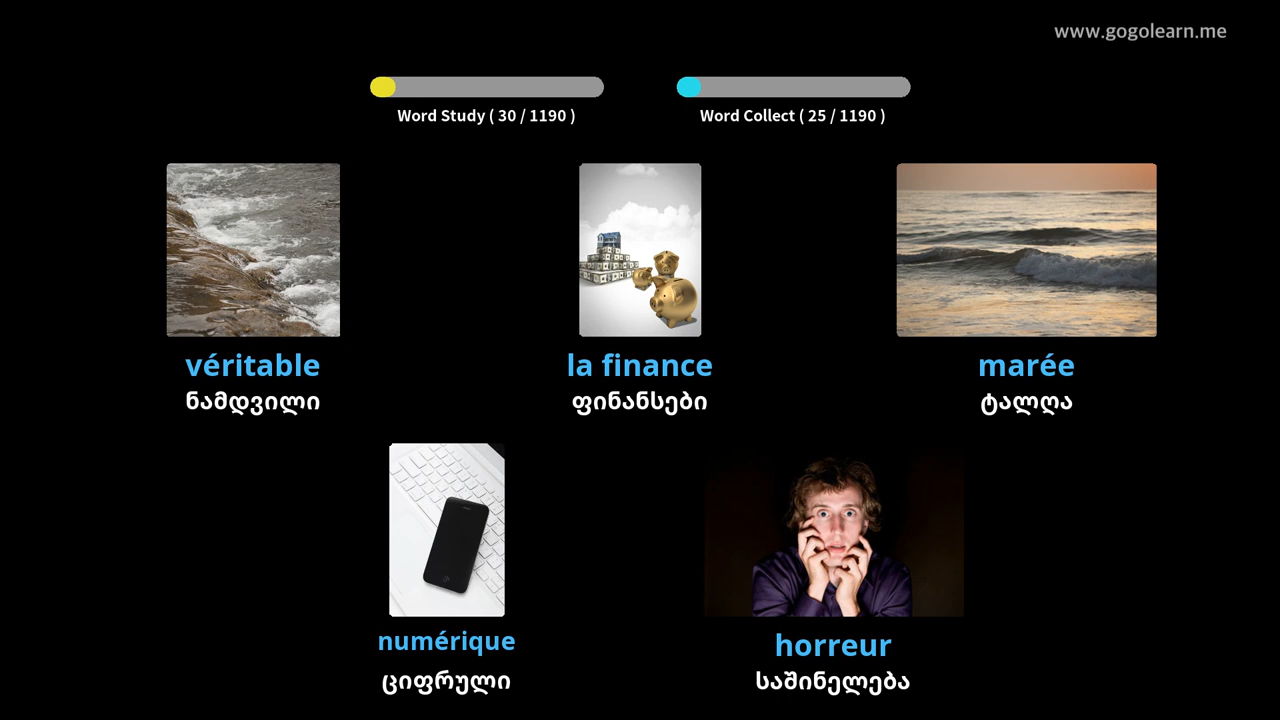 www.gogolearn.me
Word Study ( 30 / 1190 )
Word Collect ( 25 / 1190 )
véritable
ნამდვილი
la finance
ფინანსები
marée
ტალღა
numérique
ციფრული
horreur
საშინელება